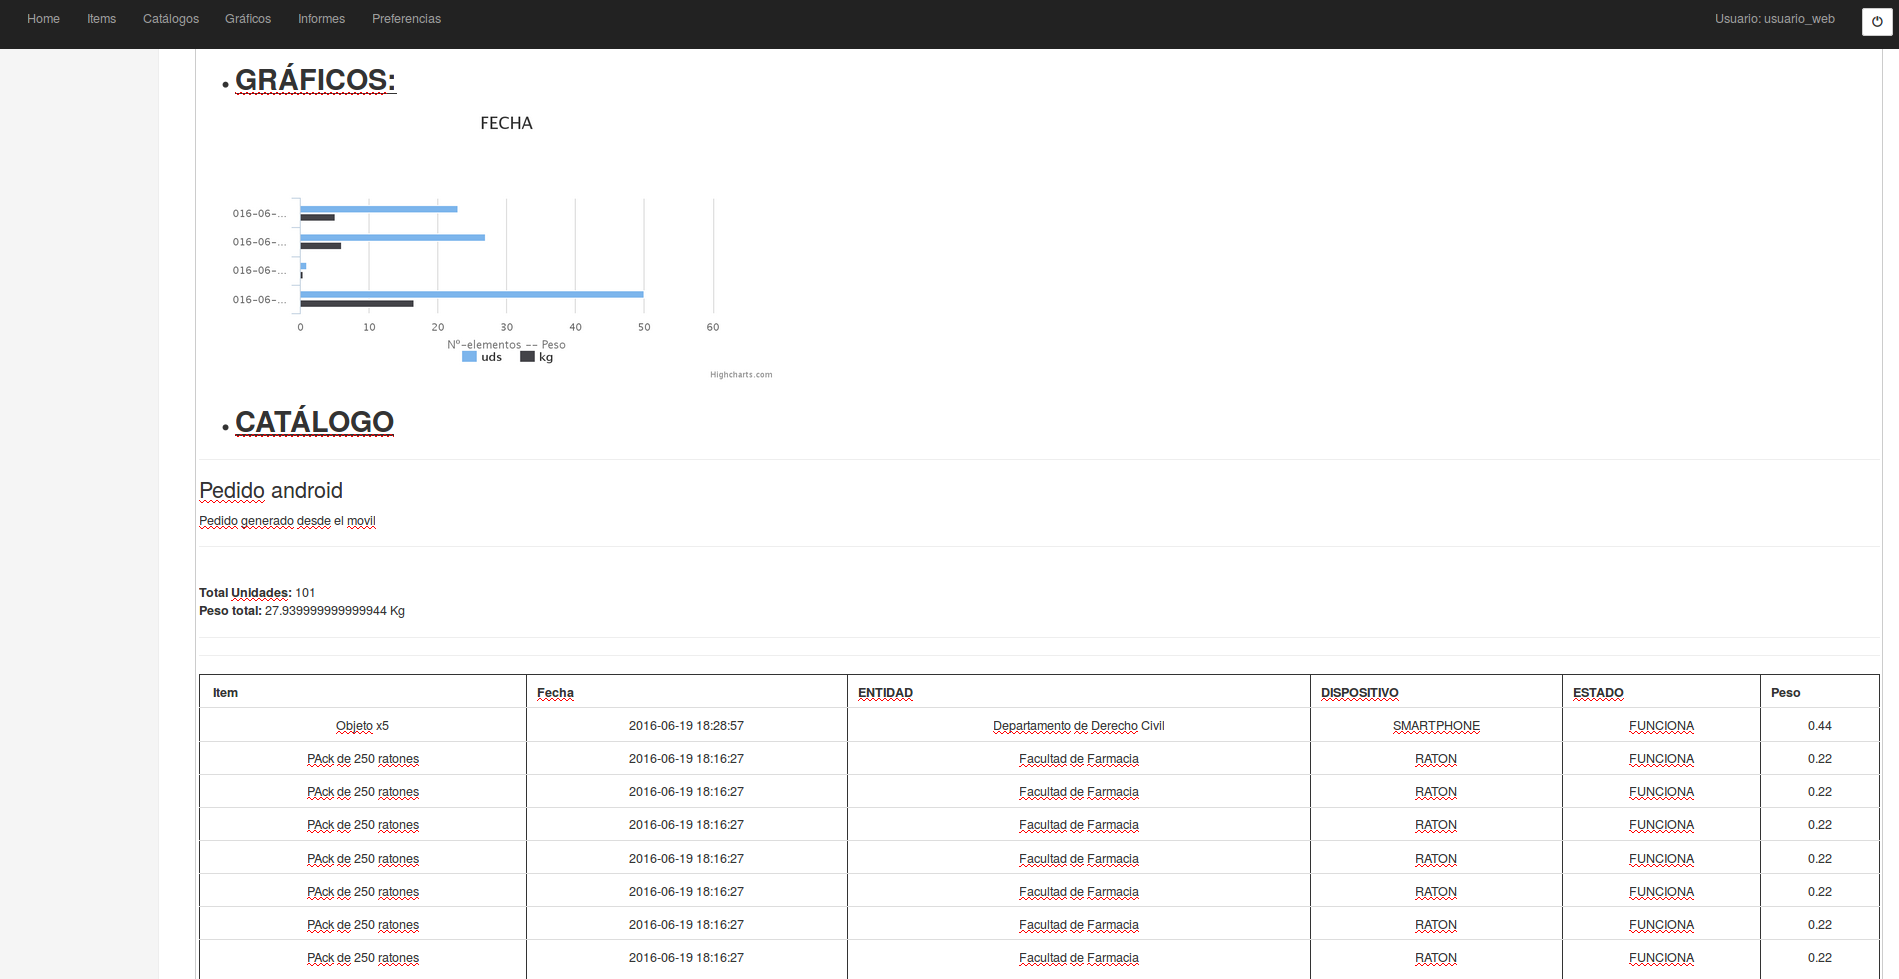 Home Items Catálogos Gráficos Informes Preferencias Usuario: usuario_web
• GRÁFICOS:
FECHA
016-06-...
016-06-...
016-06-...
016-06-...
0 10 20 30 40 50 60
Nº-elementos -- Peso
uds kg
Highcharts.com
• CATÁLOGO
Pedido android
Pedido generado desde el movil
Total Unidades: 101
Peso total: 27.939999999999944 Kg
Item Fecha ENTIDAD DISPOSITIVO ESTADO Peso
Objeto x5 2016-06-19 18:28:57 Departamento de Derecho Civil SMARTPHONE FUNCIONA 0.44
PAck de 250 ratones 2016-06-19 18:16:27 Facultad de Farmacia RATON FUNCIONA 0.22
PAck de 250 ratones 2016-06-19 18:16:27 Facultad de Farmacia RATON FUNCIONA 0.22
PAck de 250 ratones 2016-06-19 18:16:27 Facultad de Farmacia RATON FUNCIONA 0.22
PAck de 250 ratones 2016-06-19 18:16:27 Facultad de Farmacia RATON FUNCIONA 0.22
PAck de 250 ratones 2016-06-19 18:16:27 Facultad de Farmacia RATON FUNCIONA 0.22
PAck de 250 ratones 2016-06-19 18:16:27 Facultad de Farmacia RATON FUNCIONA 0.22
PAck de 250 ratones 2016-06-19 18:16:27 Facultad de Farmacia RATON FUNCIONA 0.22